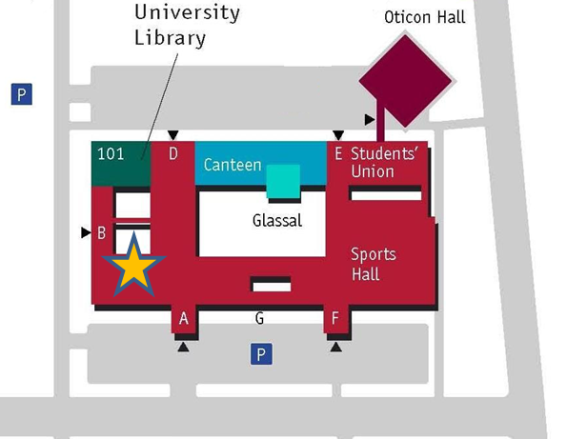 University
Library
Oticon Hall
P
101
D
Canteen
E
Students'
Union
B
Glassal
Sports
Hall
A
G
F
P